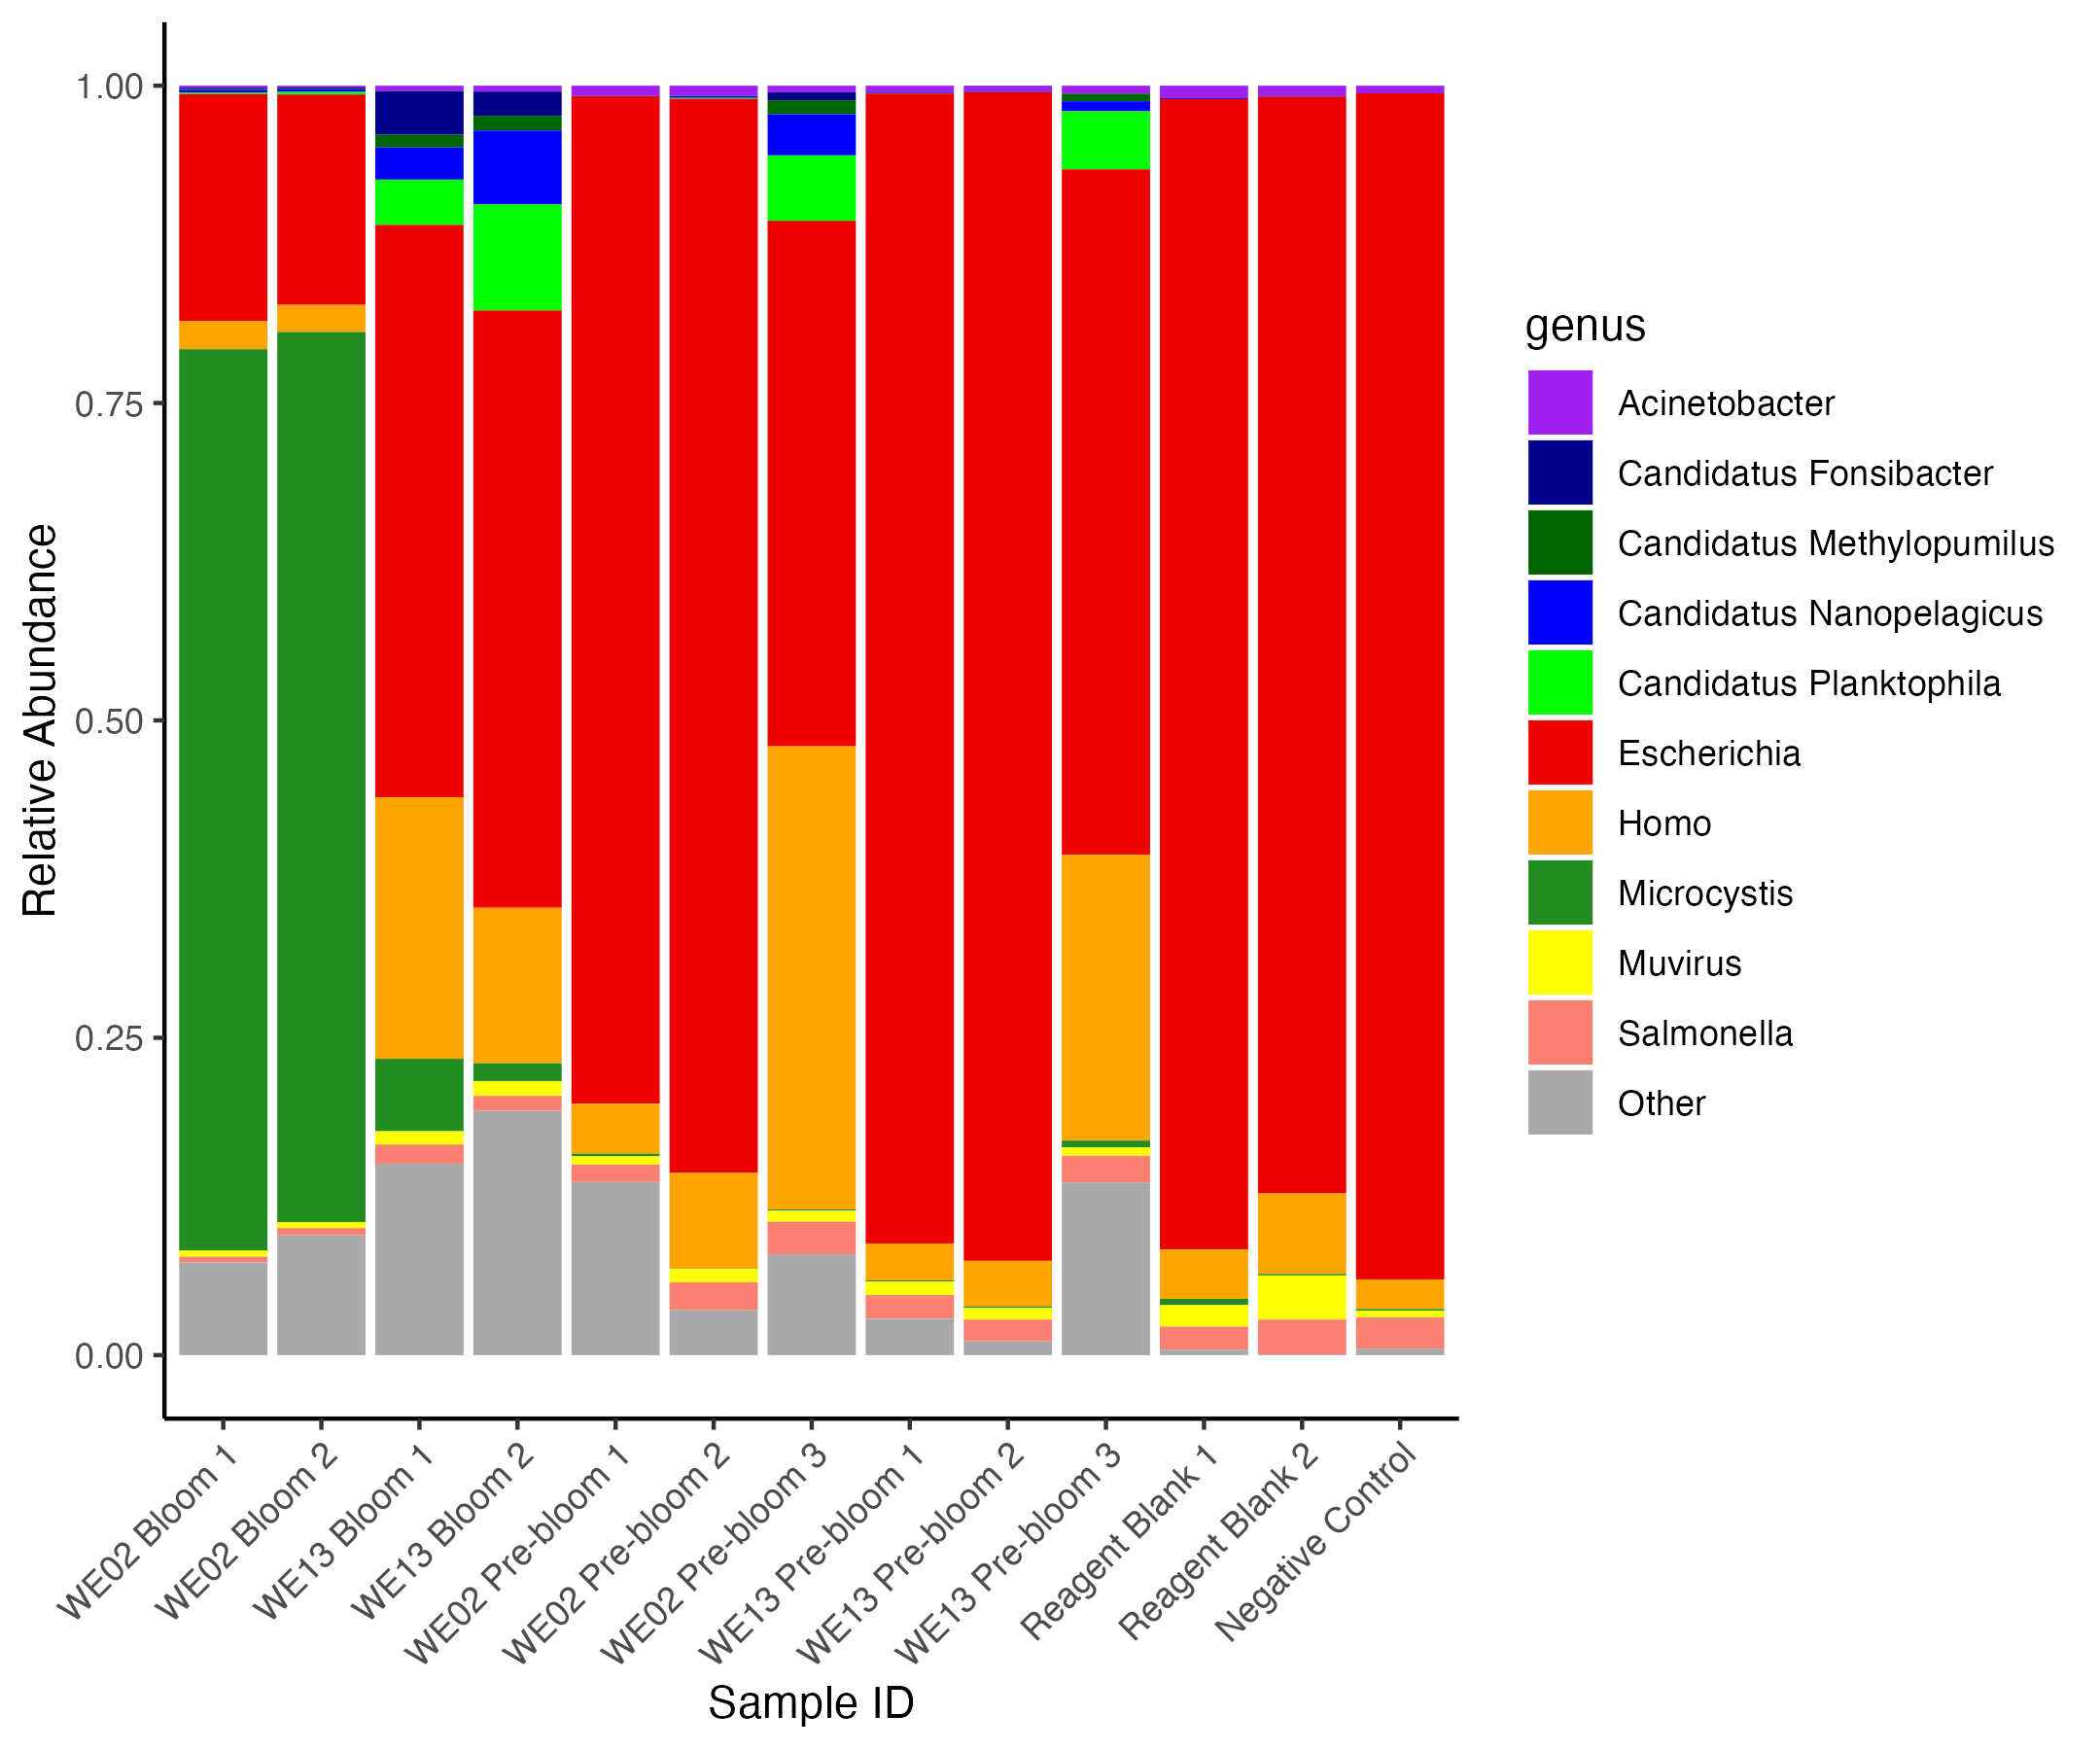 1.00
0.75
0.50
0.25
0.00
Relative Abundance
WE02 Bloom 1
WE02 Bloom 2
WE13 Bloom 1
WE13 Bloom 2
WE02 Pre-bloom 1
WE02 Pre-bloom 2
WE02 Pre-bloom 3
WE13 Pre-bloom 1
WE13 Pre-bloom 2
WE13 Pre-bloom 3
Reagent Blank 1
Reagent Blank 2
Negative Control
Sample ID
genus
Acinetobacter
Candidatus Fonsibacter
Candidatus Methylopumilus
Candidatus Nanopelagicus
Candidatus Planktophila
Escherichia
Homo
Microcystis
Muvirus
Salmonella
Other